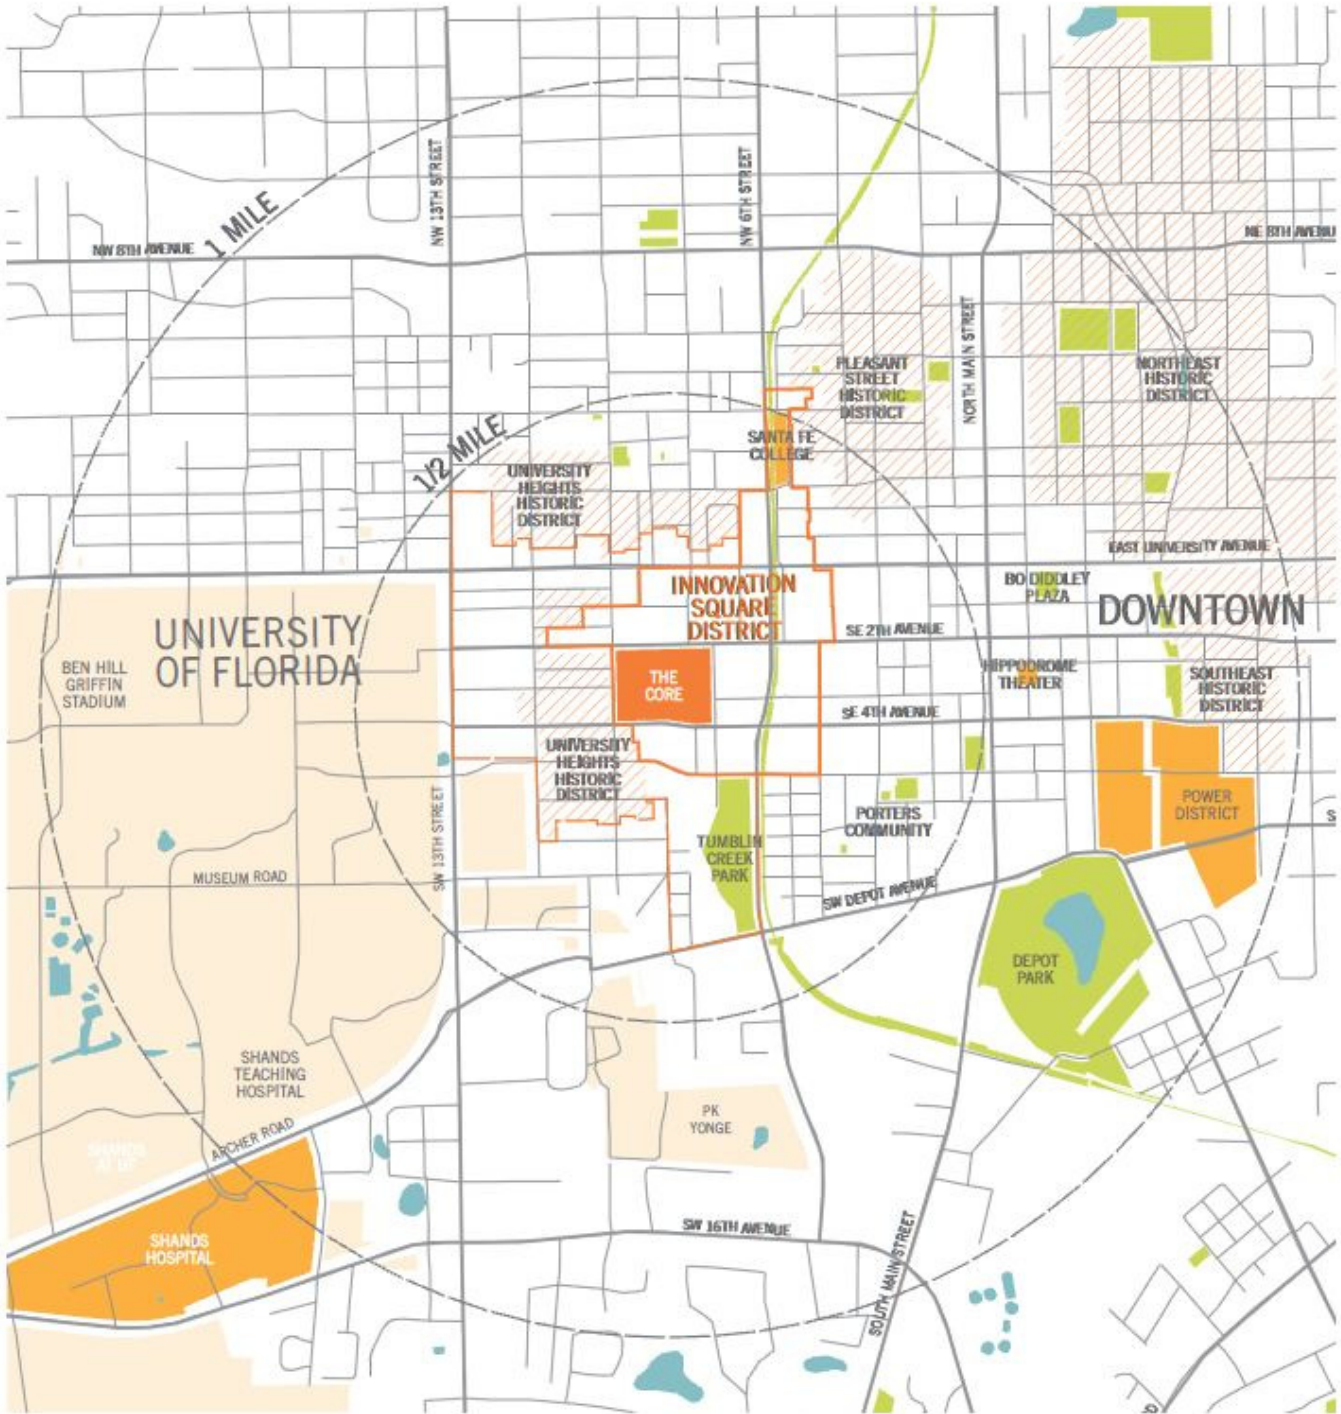 NW 13TH STREET
NW 6TH STREET
1 MILE
NW 8TH AVENUE
NE 8TH AVENU
NORTH MAIN STREET
PLEASANT
STREET
HISTORIC
DISTRICT
NORTHEAST
HISTORIC
DISTRICT
1/2 MILE
SANTA FE
COLLEGE
UNIVERSITY
HEIGHTS
HISTORIC
DISTRICT
EAST UNIVERSITY AVENUE
INNOVATION
SQUARE
DISTRICT
BO DIDDLEY
PLAZA
DOWNTOWN
UNIVERSITY
OF FLORIDA
SE 2TH AVENUE
BEN HILL
GRIFFIN
STADIUM
THE
CORE
HIPPODROME
THEATER
SOUTHEAST
HISTORIC
DISTRICT
SE 4TH AVENUE
UNIVERSITY
HEIGHTS
HISTORIC
DISTRICT
SW 13TH STREET
POWER
DISTRICT
PORTERS
COMMUNITY
S
TUMBLIN
CREEK
PARK
MUSEUM ROAD
SW DEPOT AVENUE
DEPOT
PARK
SHANDS
TEACHING
HOSPITAL
PK
YONGE
ARCHER ROAD
SHANDS
AT UF
SHANDS
HOSPITAL
SW 16TH AVENUE
SOUTH MAIN STREET